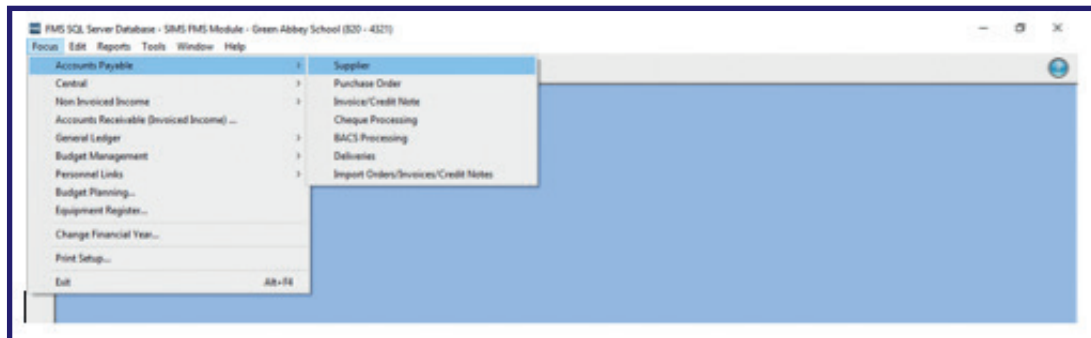 FMS SQL Server Database - SIMS FMS Module - Green Abbey School (820 - 4321)
Focus Edit Reports Tools Window Help
Accounts Payable
Central
Non Invoiced Income
Accounts Receivable (Invoiced Income) ...
General Ledger
Budget Management
Personnel Links
Budget Planning...
Equipment Register...
Change Financial Year...
Print Setup...
Exit Alt+F4
Supplier
Purchase Order
Invoice/Credit Note
Cheque Processing
BACS Processing
Deliveries
Import Orders/Invoices/Credit Notes